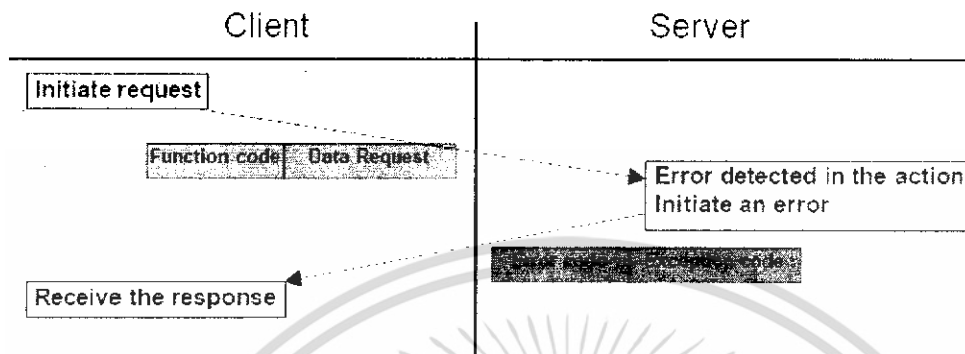 Client
Server
Initiate request
Function code Data Request
Error detected in the action
Initiate an error
code
Receive the response